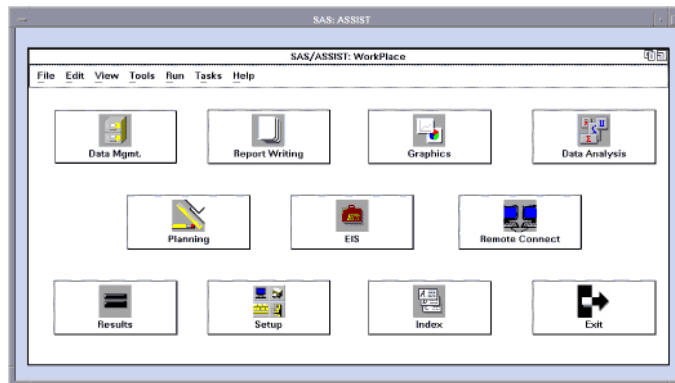 SAS: ASSIST
SAS/ASSIST: WorkPlace
File Edit View Tools Run Tasks Help
Data Mgmt. Report Writing Graphics Data Analysis
Planning EIS Remote Connect
Results Setup Index Exit